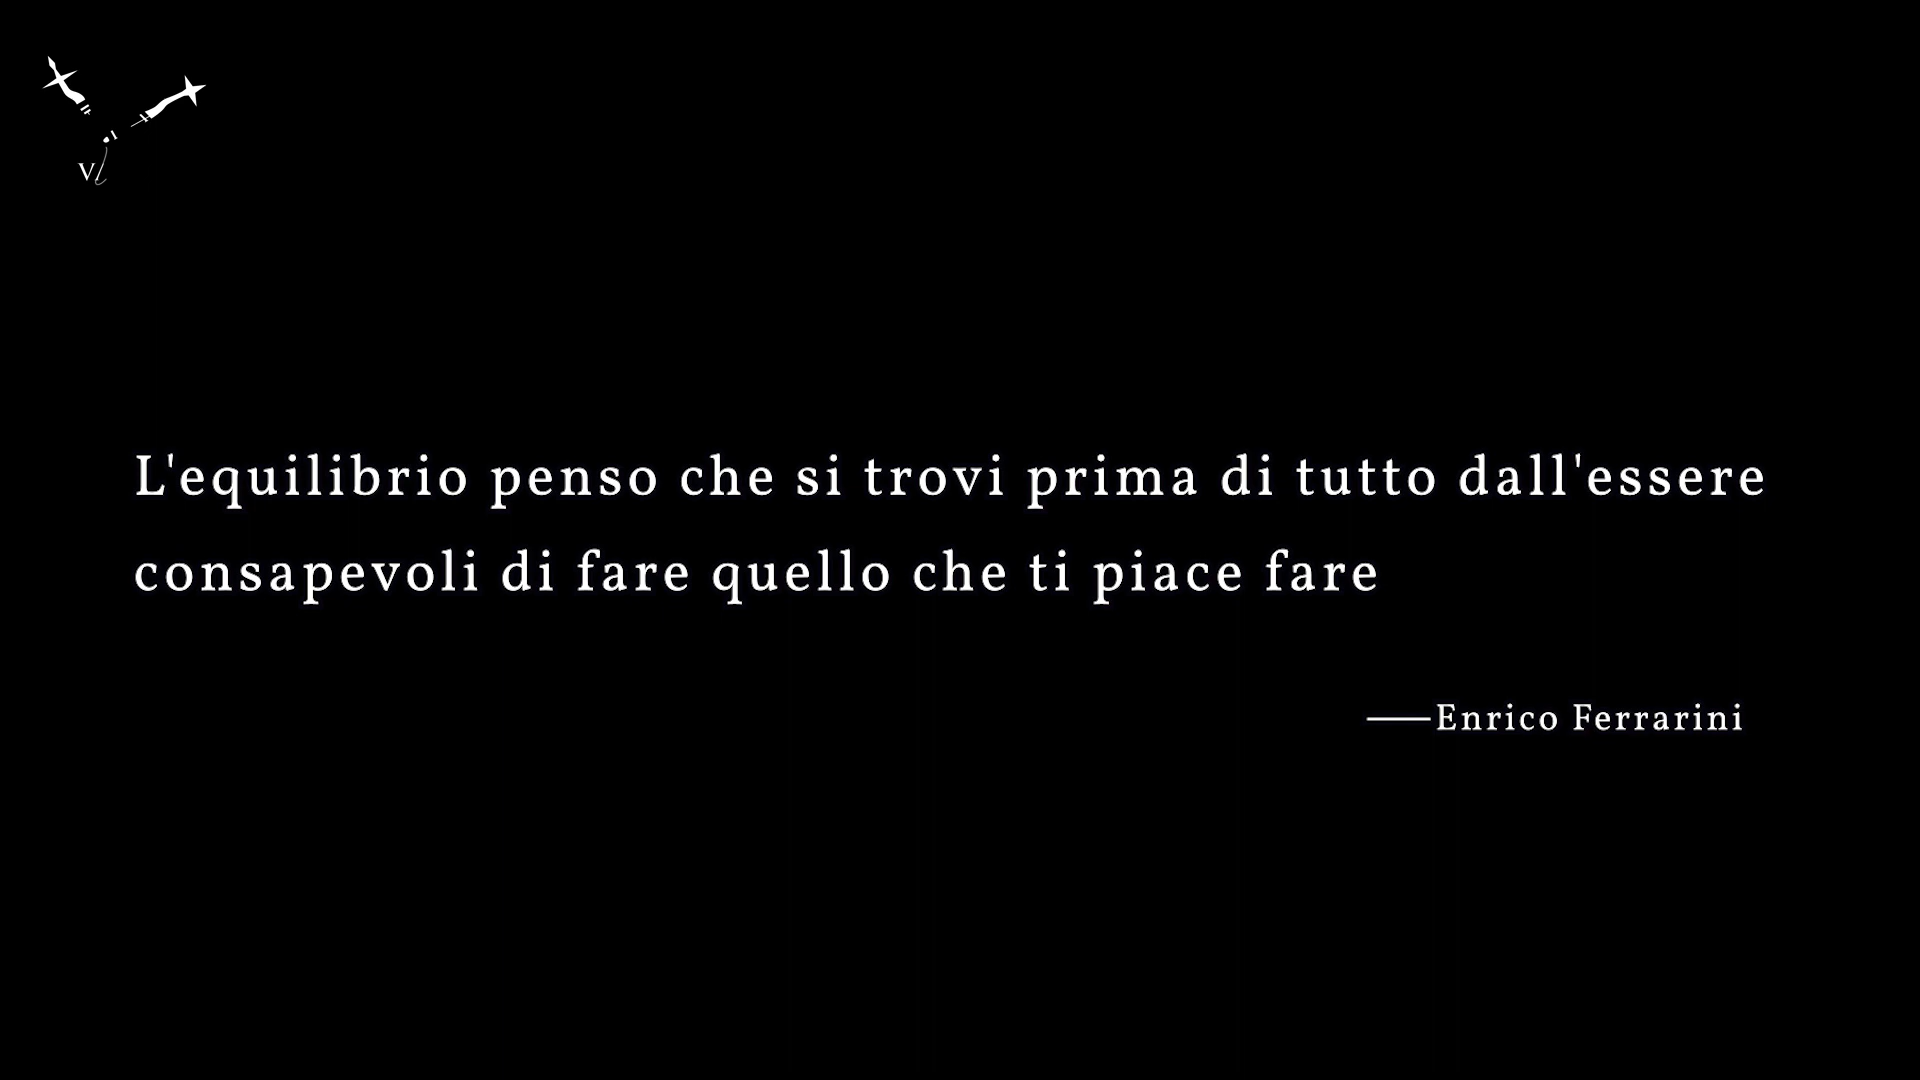 Vi
L'equilibrio penso che si trovi prima di tutto dall'essere
consapevoli di fare quello che ti piace fare
——Enrico Ferrarini